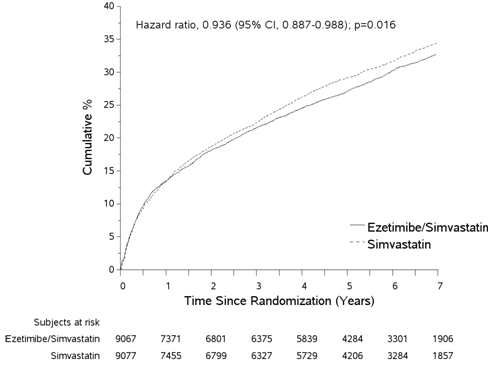 Hazard ratio, 0.936 (95% CI, 0.887-0.988); p=0.016
Cumulative %
40
35
30
25
20
15
10
5
0
Ezetimibe/Simvastatin
Simvastatin
0 1 2 3 4 5 6 7
Time Since Randomization (Years)
Subjects at risk
Ezetimibe/Simvastatin 9067 7371 6801 6375 5839 4284 3301 1906
Simvastatin 9077 7455 6799 6327 5729 4206 3284 1857